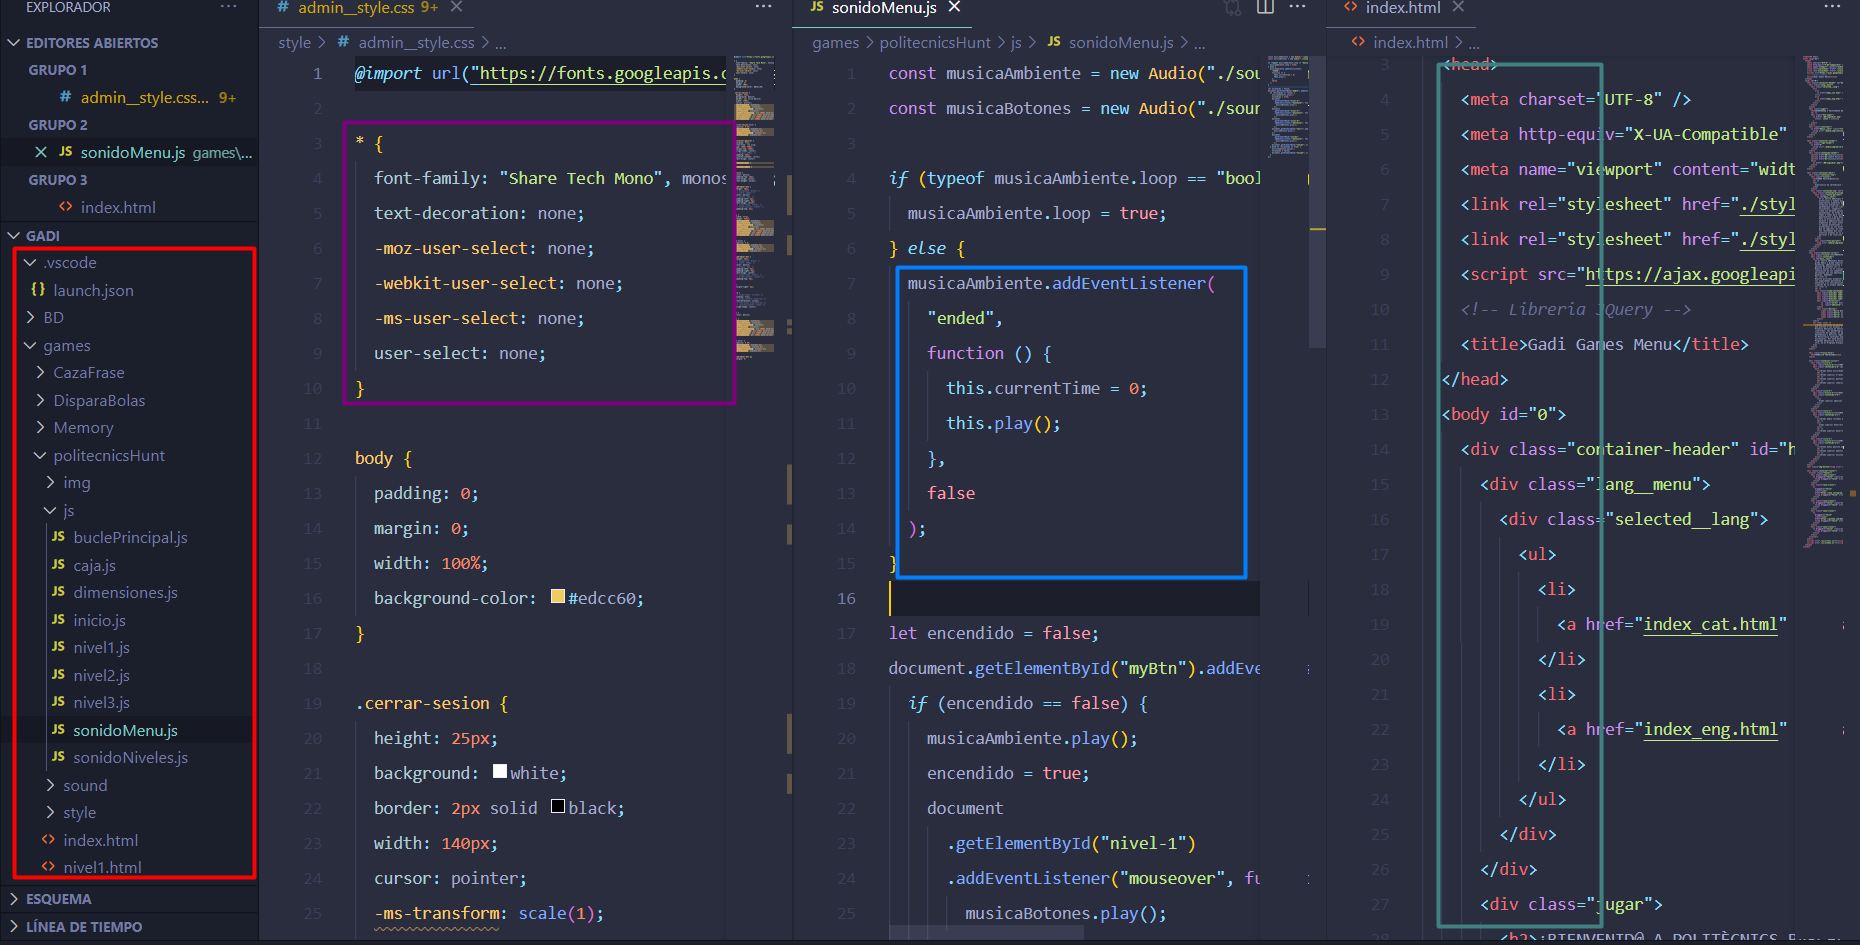 EXPLORADOR
EDITORES ABIERTOS
GRUPO 1
# admin__style.css... 9+
GRUPO 2
JS sonidoMenu.js games\...
GRUPO 3
<> index.html
GADI
.vscode
{} launch.json
BD
games
CazaFrase
DisparaBolas
Memory
politecnicsHunt
img
js
JS buclePrincipal.js
JS caja.js
JS dimensiones.js
JS inicio.js
JS nivel1.js
JS nivel2.js
JS nivel3.js
JS sonidoMenu.js
JS sonidoNiveles.js
sound
style
<> index.html
<> nivel1.html
ESQUEMA
LÍNEA DE TIEMPO
# admin__style.css 9+
style > # admin__style.css > ...
1 @import url("https://fonts.googleapis.c
2
3 * {
4 font-family: "Share Tech Mono", monos
5 text-decoration: none;
6 -moz-user-select: none;
7 -webkit-user-select: none;
8 -ms-user-select: none;
9 user-select: none;
10 }
11
12 body {
13 padding: 0;
14 margin: 0;
15 width: 100%;
16 background-color: #edcc60;
17 }
18
19 .cerrar-sesion {
20 height: 25px;
21 background: white;
22 border: 2px solid black;
23 width: 140px;
24 cursor: pointer;
25 -ms-transform: scale(1);
JS sonidoMenu.js
games > politecnicsHunt > js > JS sonidoMenu.js > ...
1 const musicaAmbiente = new Audio("./sou
2 const musicaBotones = new Audio("./soun
3
4 if (typeof musicaAmbiente.loop == "bool
5 musicaAmbiente.loop = true;
6 } else {
7 musicaAmbiente.addEventListener(
8 "ended",
9 function () {
10 this.currentTime = 0;
11 this.play();
12 },
13 false
14 );
15 }
16
17 let encendido = false;
18 document.getElementById("myBtn").addEve
19 if (encendido == false) {
20 musicaAmbiente.play();
21 encendido = true;
22 document
23 .getElementById("nivel-1")
24 .addEventListener("mouseover", fu
25 musicaBotones.play();
<> index.html
<> index.html > ...
3 <head>
4 <meta charset="UTF-8" />
5 <meta http-equiv="X-UA-Compatible"
6 <meta name="viewport" content="widt
7 <link rel="stylesheet" href="./styl
8 <link rel="stylesheet" href="./styl
9 <script src="https://ajax.googleapi
10 <!-- Libreria JQuery -->
11 <title>Gadi Games Menu</title>
12 </head>
13 <body id="0">
14 <div class="container-header" id="h
15 <div class="lang__menu">
16 <div class="selected__lang">
17 <ul>
18 <li>
19 <a href="index_cat.html"
20 </li>
21 <li>
22 <a href="index_eng.html"
23 </li>
24 </ul>
25 </div>
26 </div>
27 <div class="jugar">
28 <h2>¡BIENVENID@ A POLITÈCNICS